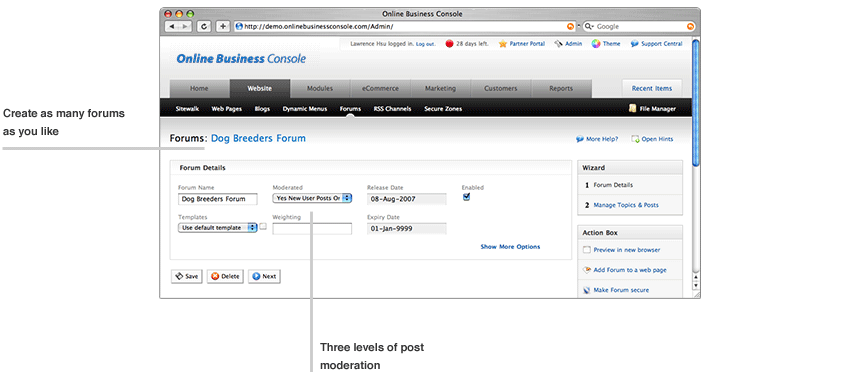 Online Business Console
http://demo.onlinebusinessconsole.com/Admin/
Google
Lawrence Hsu logged in. Log out. 28 days left. Partner Portal Admin Theme Support Central
Online Business Console
Home Website Modules eCommerce Marketing Customers Reports Recent Items
Sitewalk Web Pages Blogs Dynamic Menus Forums RSS Channels Secure Zones File Manager
Create as many forums
as you like
Forums: Dog Breeders Forum
More Help? Open Hints
Forum Details
Forum Name Moderated Release Date Enabled
Dog Breeders Forum Yes New User Posts Or 08-Aug-2007
Templates Weighting Expiry Date
Use default template 01-Jan-9999
Show More Options
Save Delete Next
Wizard
1 Forum Details
2 Manage Topics & Posts
Action Box
Preview in new browser
Add Forum to a web page
Make Forum secure
Three levels of post
moderation